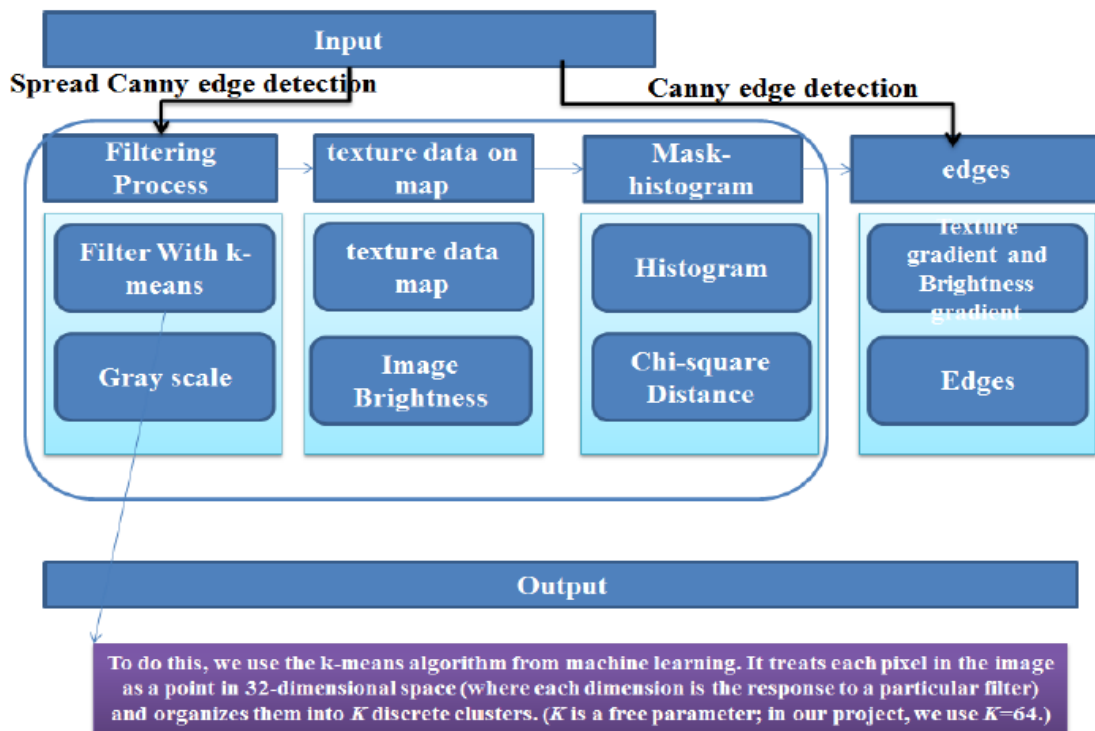 Input
Spread Canny edge detection
Canny edge detection
Filtering
Process
texture data on
map
Mask-
histogram
edges
Filter With k-
means
texture data
map
Histogram
Texture
gradient and
Brightness
gradient
Gray scale
Image
Brightness
Chi-square
Distance
Edges
Output
To do this, we use the k-means algorithm from machine learning. It treats each pixel in the image
as a point in 32-dimensional space (where each dimension is the response to a particular filter)
and organizes them into K discrete clusters. (K is a free parameter; in our project, we use K=64.)